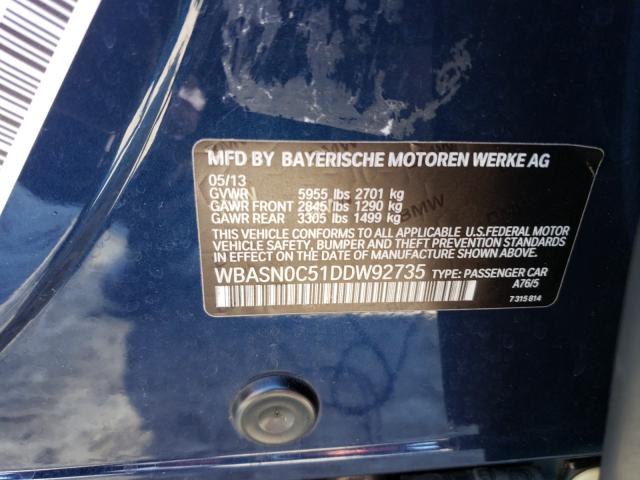 MFD BY BAYERISCHE MOTOREN WERKE AG
05/13
GVWR 5955 lbs 2701 kg
GAWR FRONT 2845 lbs 1290 kg
GAWR REAR 3305 lbs 1499 kg
THIS VEHICLE CONFORMS TO ALL APPLICABLE U.S.FEDERAL MOTOR
VEHICLE SAFETY, BUMPER AND THEFT PREVENTION STANDARDS IN
EFFECT ON THE DATE OF MANUFACTURE SHOWN ABOVE.
WBASN0C51DDW92735 TYPE: PASSENGER CAR
A76/5
7315814